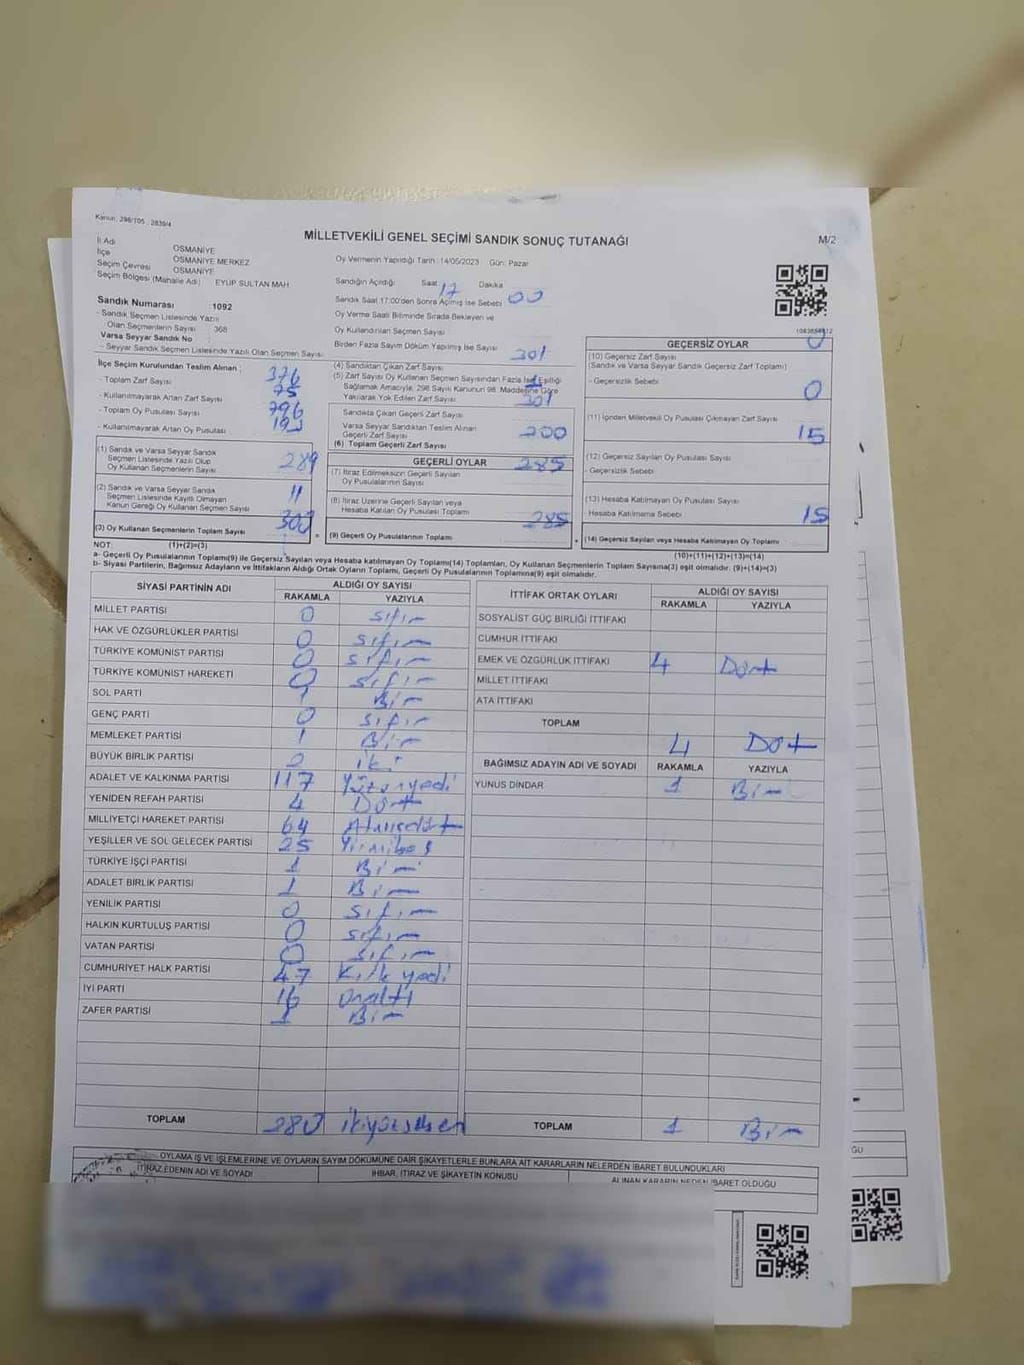 Kanun: 298/105 , 2839/4
MİLLETVEKİLİ GENEL SEÇİMİ SANDIK SONUÇ TUTANAĞI
M/2
İl Adı OSMANİYE
İlçe OSMANİYE MERKEZ
Seçim Çevresi OSMANİYE
Seçim Bölgesi (Mahalle Adı) : EYÜP SULTAN MAH
Oy Vermenin Yapıldığı Tarih :14/05/2023 Gün: Pazar
Sandığın Açıldığı Saat 17 Dakika 00
Sandık Saat 17:00'den Sonra Açılmış İse Sebebi
Oy Verme Saati Bitiminde Sırada Bekleyen ve
Oy Kullandırılan Seçmen Sayısı
Birden Fazla Sayım Döküm Yapılmış İse Sayısı
Sandık Numarası : 1092
- Sandık Seçmen Listesinde Yazılı
Olan Seçmenlerin Sayısı : 368
Varsa Seyyar Sandık No
- Seyyar Sandık Seçmen Listesinde Yazılı Olan Seçmen Sayısı:
İlçe Seçim Kurulundan Teslim Alınan ;
- Toplam Zarf Sayısı 376
- Kullanılmayarak Artan Zarf Sayısı 75
- Toplam Oy Pusulası Sayısı
- Kullanılmayarak Artan Oy Pusulası
(1) Sandık ve Varsa Seyyar Sandık
Seçmen Listesinde Yazılı Olup
Oy Kullanan Seçmenlerin Sayısı 289
(2) Sandık ve Varsa Seyyar Sandık
Seçmen Listesinde Kayıtlı Olmayan
Kanun Gereği Oy Kullanan Seçmen Sayısı 11
(3) Oy Kullanan Seçmenlerin Toplam Sayısı 300
301
(4) Sandıktan Çıkan Zarf Sayısı
(5) Zarf Sayısı Oy Kullanan Seçmen Sayısından Fazla İse Eşitliği
Sağlamak Amacıyla, 298 Sayılı Kanunun 98. Maddesine Göre
Yakılarak Yok Edilen Zarf Sayısı
301
Sandıkta Çıkan Geçerli Zarf Sayısı
Varsa Seyyar Sandıktan Teslim Alınan
Geçerli Zarf Sayısı
(6) Toplam Geçerli Zarf Sayısı
GEÇERLİ OYLAR 285
(7) İtiraz Edilmeksizin Geçerli Sayılan
Oy Pusulasının Sayısı
(8) İtiraz Üzerine Geçerli Sayılan veya
Hesaba Katılan Oy Pusulası Toplamı
285
(9) Geçerli Oy Pusulalarının Toplamı
GEÇERSİZ OYLAR
(10) Geçersiz Zarf Sayısı
(Sandık ve Varsa Seyyar Sandık Geçersiz Zarf Toplamı)
- Geçersizlik Sebebi 0
(11) İçinden Milletvekili Oy Pusulası Çıkmayan Zarf Sayısı
15
(12) Geçersiz Sayılan Oy Pusulası Sayısı
- Geçersizlik Sebebi
(13) Hesaba Katılmayan Oy Pusulası Sayısı
Hesaba Katılmama Sebebi 15
(14) Geçersiz Sayılan veya Hesaba Katılmayan Oy Toplamı
NOT: (1)+(2)=(3)
(10)+(11)+(12)+(13)=(14)
a- Geçerli Oy Pusulalarının Toplamı(9) ile Geçersiz Sayılan veya Hesaba katılmayan Oy Toplamı(14) Toplamları, Oy Kullanan Seçmenlerin Toplam Sayısına(3) eşit olmalıdır. (9)+(14)=(3)
b- Siyasi Partilerin, Bağımsız Adayların ve İttifakların Aldığı Ortak Oyların Toplamı, Geçerli Oy Pusulalarının Toplamına(9) eşit olmalıdır.
SİYASİ PARTİNİN ADI ALDIĞI OY SAYISI
RAKAMLA YAZIYLA
MİLLET PARTİSİ 0 sıfır
HAK VE ÖZGÜRLÜKLER PARTİSİ 0 sıfır
TÜRKİYE KOMÜNİST PARTİSİ 0 sıfır
TÜRKİYE KOMÜNİST HAREKETİ 0 sıfır
SOL PARTİ 1 Bir
GENÇ PARTİ 0 sıfır
MEMLEKET PARTİSİ 1 Bir
BÜYÜK BİRLİK PARTİSİ 2 iki
ADALET VE KALKINMA PARTİSİ 117 Yüzonyedi
YENİDEN REFAH PARTİSİ 4 Dört
MİLLİYETÇİ HAREKET PARTİSİ 64 Atmışdört
YEŞİLLER VE SOL GELECEK PARTİSİ 25 Yirmibeş
TÜRKİYE İŞÇİ PARTİSİ 1 Bir
ADALET BİRLİK PARTİSİ 1 Bir
YENİLİK PARTİSİ 0 sıfır
HALKIN KURTULUŞ PARTİSİ 0 sıfır
VATAN PARTİSİ 0 sıfır
CUMHURİYET HALK PARTİSİ 47 Kırkyedi
İYİ PARTİ 16 onaltı
ZAFER PARTİSİ 1 Bir
TOPLAM 280 ikiyüzseksen
İTTİFAK ORTAK OYLARI ALDIĞI OY SAYISI
RAKAMLA YAZIYLA
SOSYALİST GÜÇ BİRLİĞİ İTTİFAKI
CUMHUR İTTİFAKI
EMEK VE ÖZGÜRLÜK İTTİFAKI 4 Dört
MİLLET İTTİFAKI
ATA İTTİFAKI
TOPLAM 4 Dört
BAĞIMSIZ ADAYIN ADI VE SOYADI RAKAMLA YAZIYLA
YUNUS DİNDAR 1 Bir
TOPLAM 1 Bir
OYLAMA İŞ VE İŞLEMLERİNE VE OYLARIN SAYIM DÖKÜMÜNE DAİR ŞİKAYETLERLE BUNLARA AİT KARARLARIN NELERDEN İBARET BULUNDUKLARI
İTİRAZ EDENİN ADI VE SOYADI İHBAR, İTİRAZ VE ŞİKAYETİN KONUSU ALINAN KARARIN NEDEN İBARET OLDUĞU